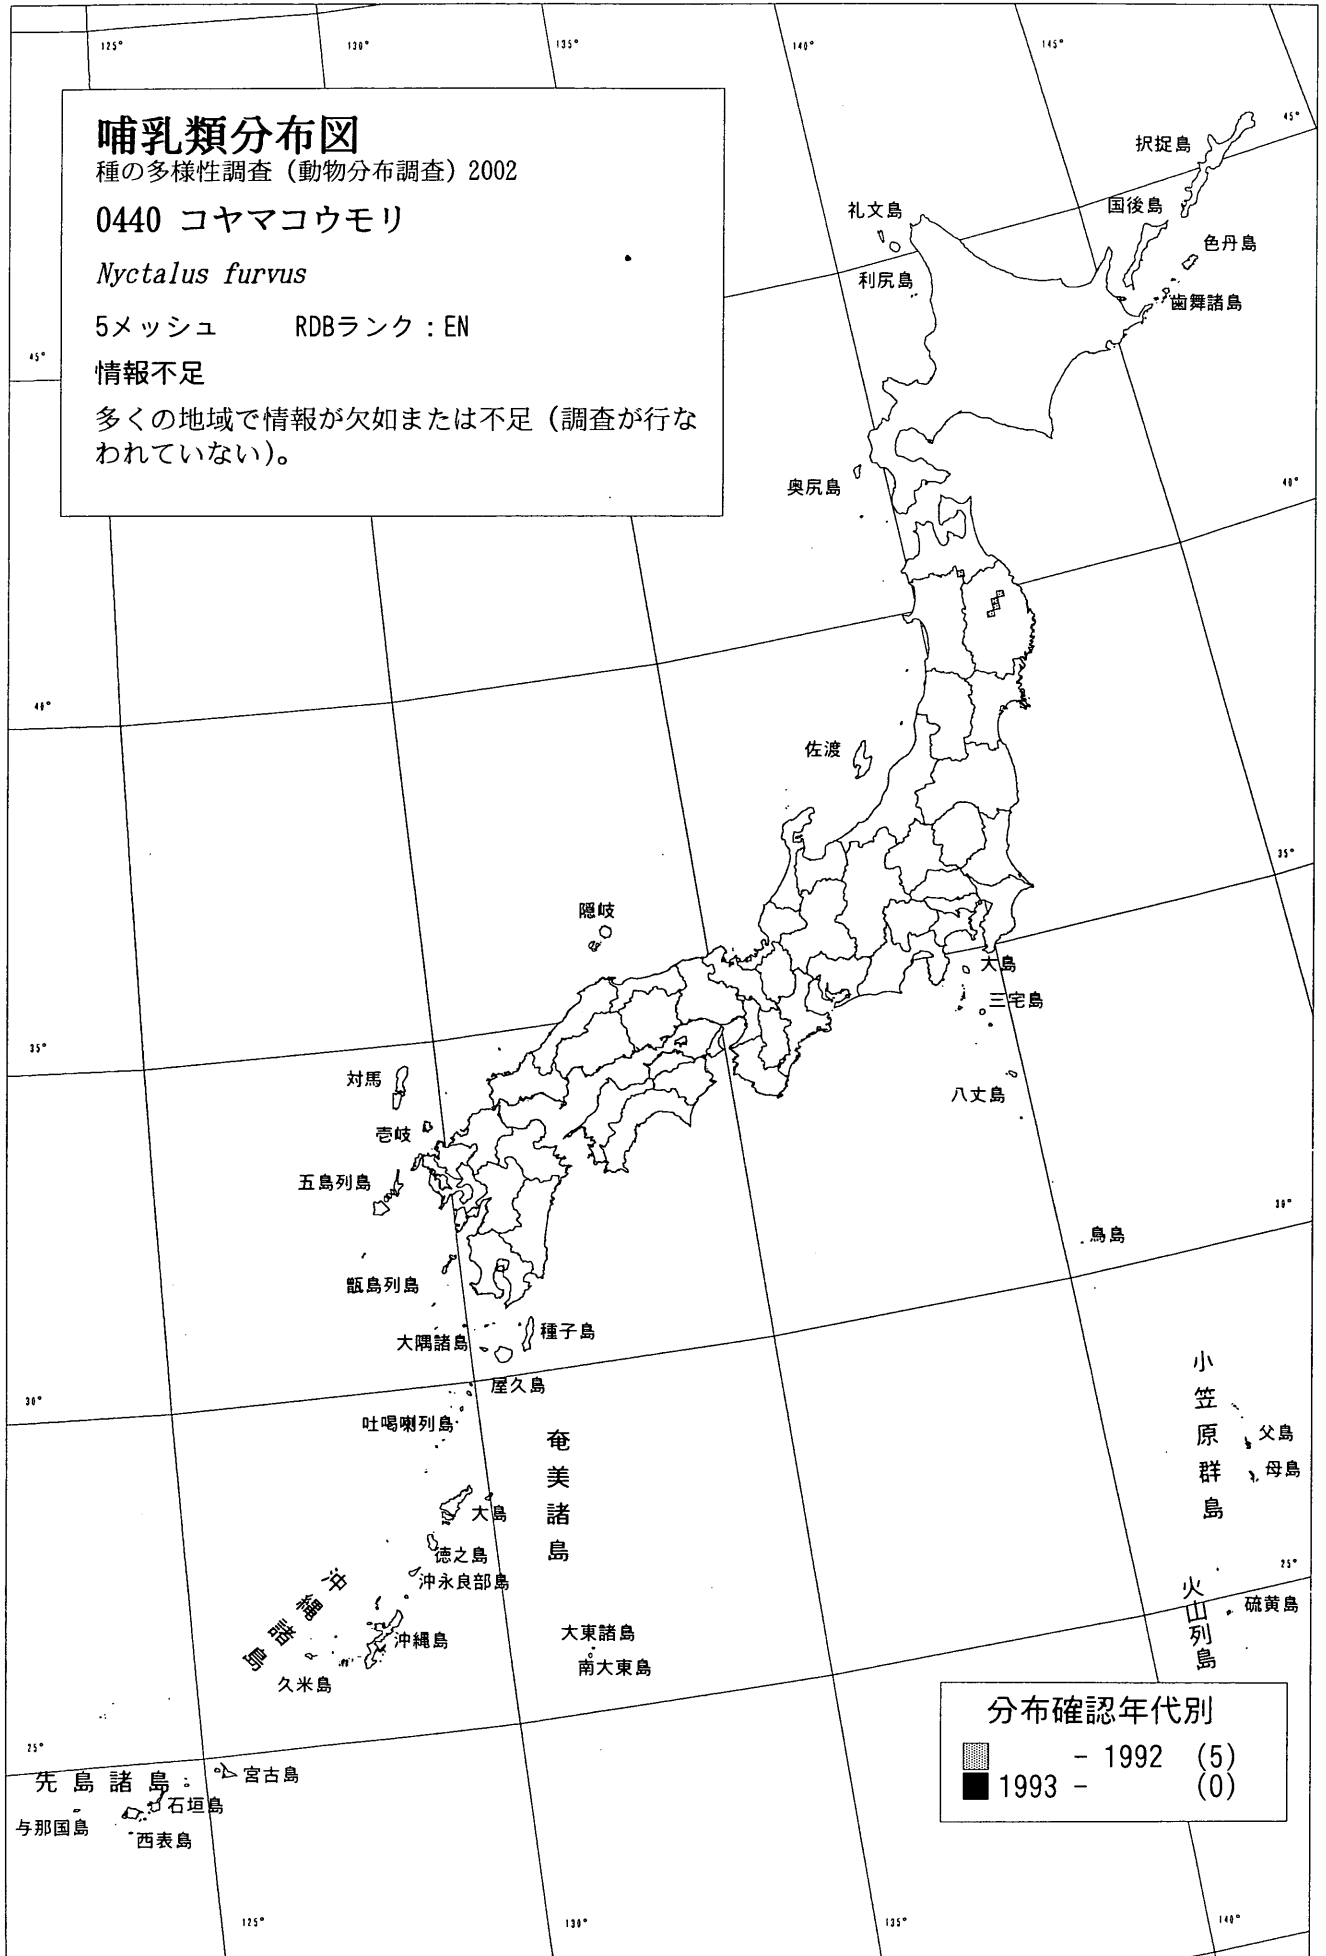 125°
130°
135°
140°
145°
哺乳類分布図
種の多様性調査（動物分布調査）2002
0440 コヤマコウモリ
Nyctalus furvus
5メッシュ　　RDBランク：EN
情報不足
多くの地域で情報が欠如または不足（調査が行な
われていない）。
45°
択捉島
国後島
礼文島
色丹島
利尻島
歯舞諸島
45°
奥尻島
40°
40°
佐渡
35°
隠岐
大島
三宅島
35°
対馬
八丈島
壱岐
五島列島
30°
鳥島
甑島列島
大隅諸島
種子島
屋久島
30°
吐喝喇列島
奄美諸島
小笠原群島
父島
母島
大島
徳之島
沖永良部島
25°
沖縄諸島
火山列島
硫黄島
沖縄島
大東諸島
南大東島
久米島
分布確認年代別
- 1992 (5)
1993 - (0)
25°
先島諸島
宮古島
石垣島
与那国島
西表島
125°
130°
135°
140°